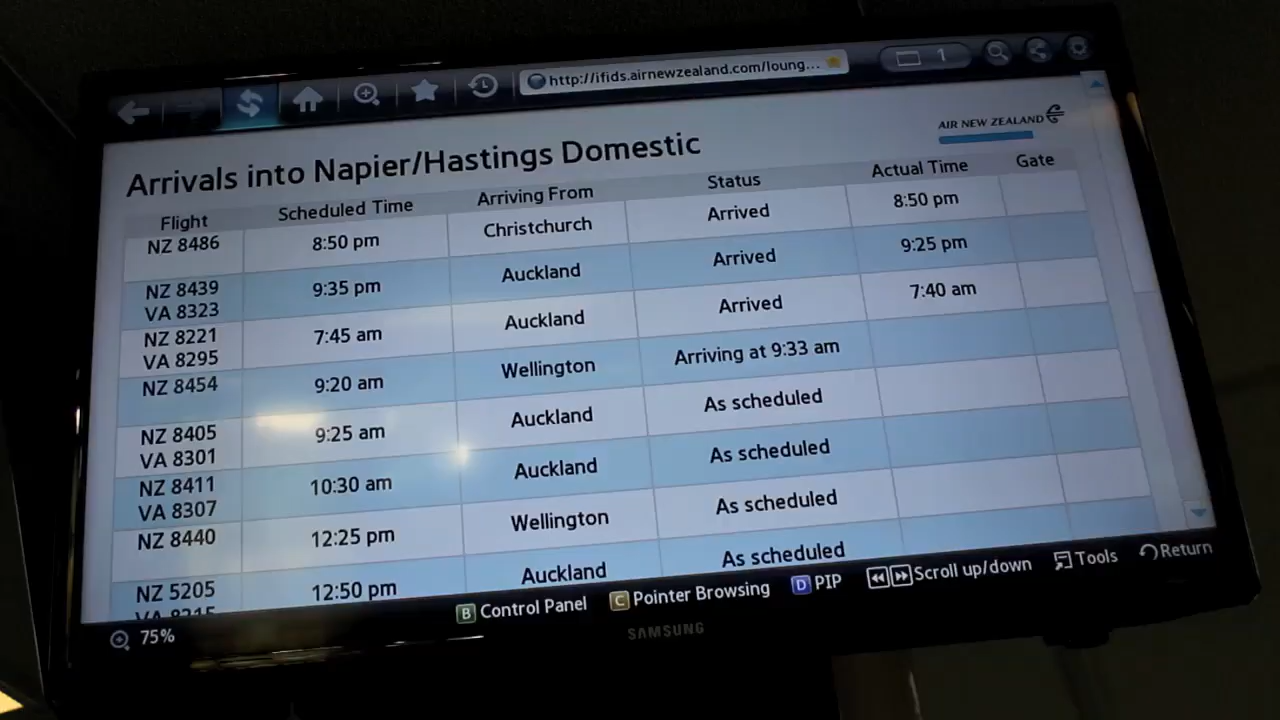 http://ifids.airnewzealand.com/loung...
1
AIR NEW ZEALAND
Arrivals into Napier/Hastings Domestic
Flight Scheduled Time Arriving From Status Actual Time Gate
NZ 8486 8:50 pm Christchurch Arrived 8:50 pm
NZ 8439 9:35 pm Auckland Arrived 9:25 pm
VA 8323
NZ 8221 7:45 am Auckland Arrived 7:40 am
VA 8295
NZ 8454 9:20 am Wellington Arriving at 9:33 am
NZ 8405 9:25 am Auckland As scheduled
VA 8301
NZ 8411 10:30 am Auckland As scheduled
VA 8307
NZ 8440 12:25 pm Wellington As scheduled
NZ 5205 12:50 pm Auckland As scheduled
VA 8215
75% B Control Panel C Pointer Browsing D PIP Scroll up/down Tools Return
SAMSUNG